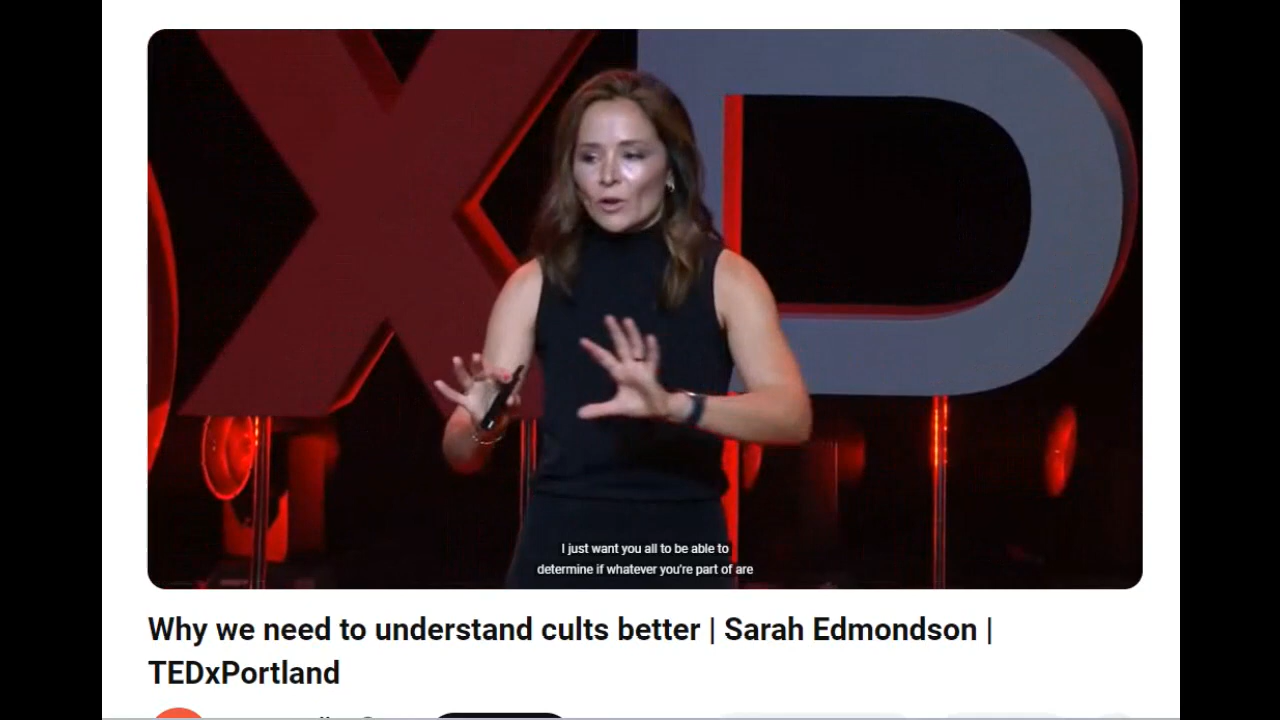 XP
I just want you all to be able to
determine if whatever you're part of are
Why we need to understand cults better | Sarah Edmondson |
TEDxPortland